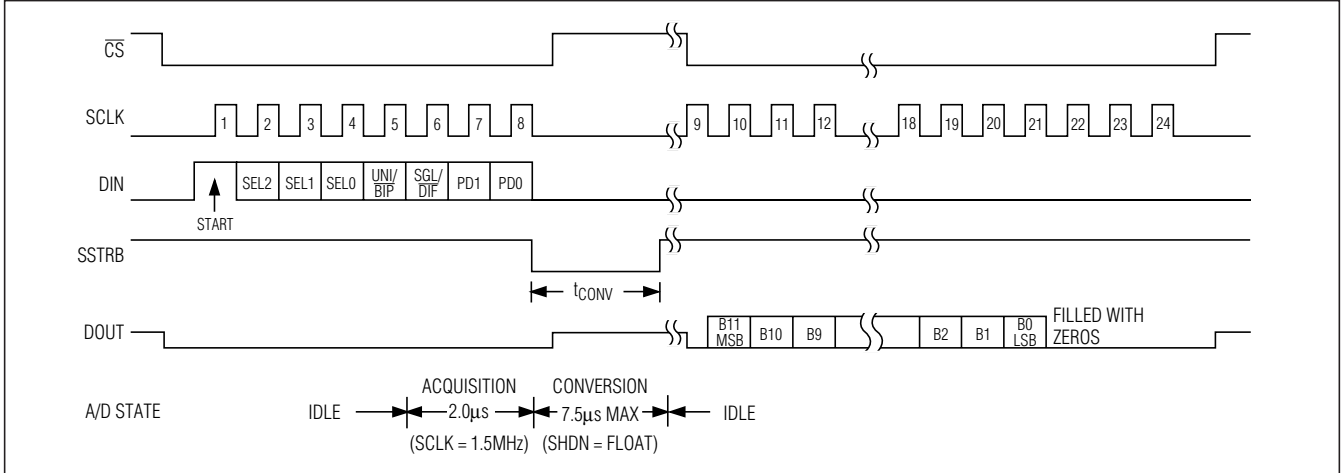 CS
SCLK 1 2 3 4 5 6 7 8 9 10 11 12 18 19 20 21 22 23 24
DIN SEL2 SEL1 SEL0 UNI/BIP SGL/DIF PD1 PD0
START
SSTRB
tCONV
DOUT B11 MSB B10 B9 B2 B1 B0 LSB FILLED WITH ZEROS
ACQUISITION CONVERSION
A/D STATE IDLE 2.0µs 7.5µs MAX IDLE
(SCLK = 1.5MHz) (SHDN = FLOAT)